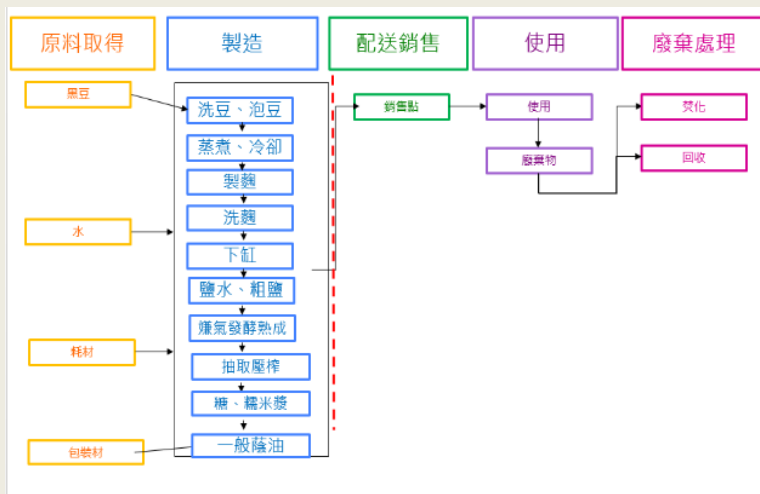 原料取得
製造
配送銷售
使用
廢棄處理
黑豆
水
耗材
包裝材
洗豆、泡豆
蒸煮、冷卻
製麴
洗麴
下缸
鹽水、粗鹽
嫌氣發酵熟成
抽取壓榨
糖、糯米漿
一般蔭油
銷售點
使用
廢棄物
焚化
回收